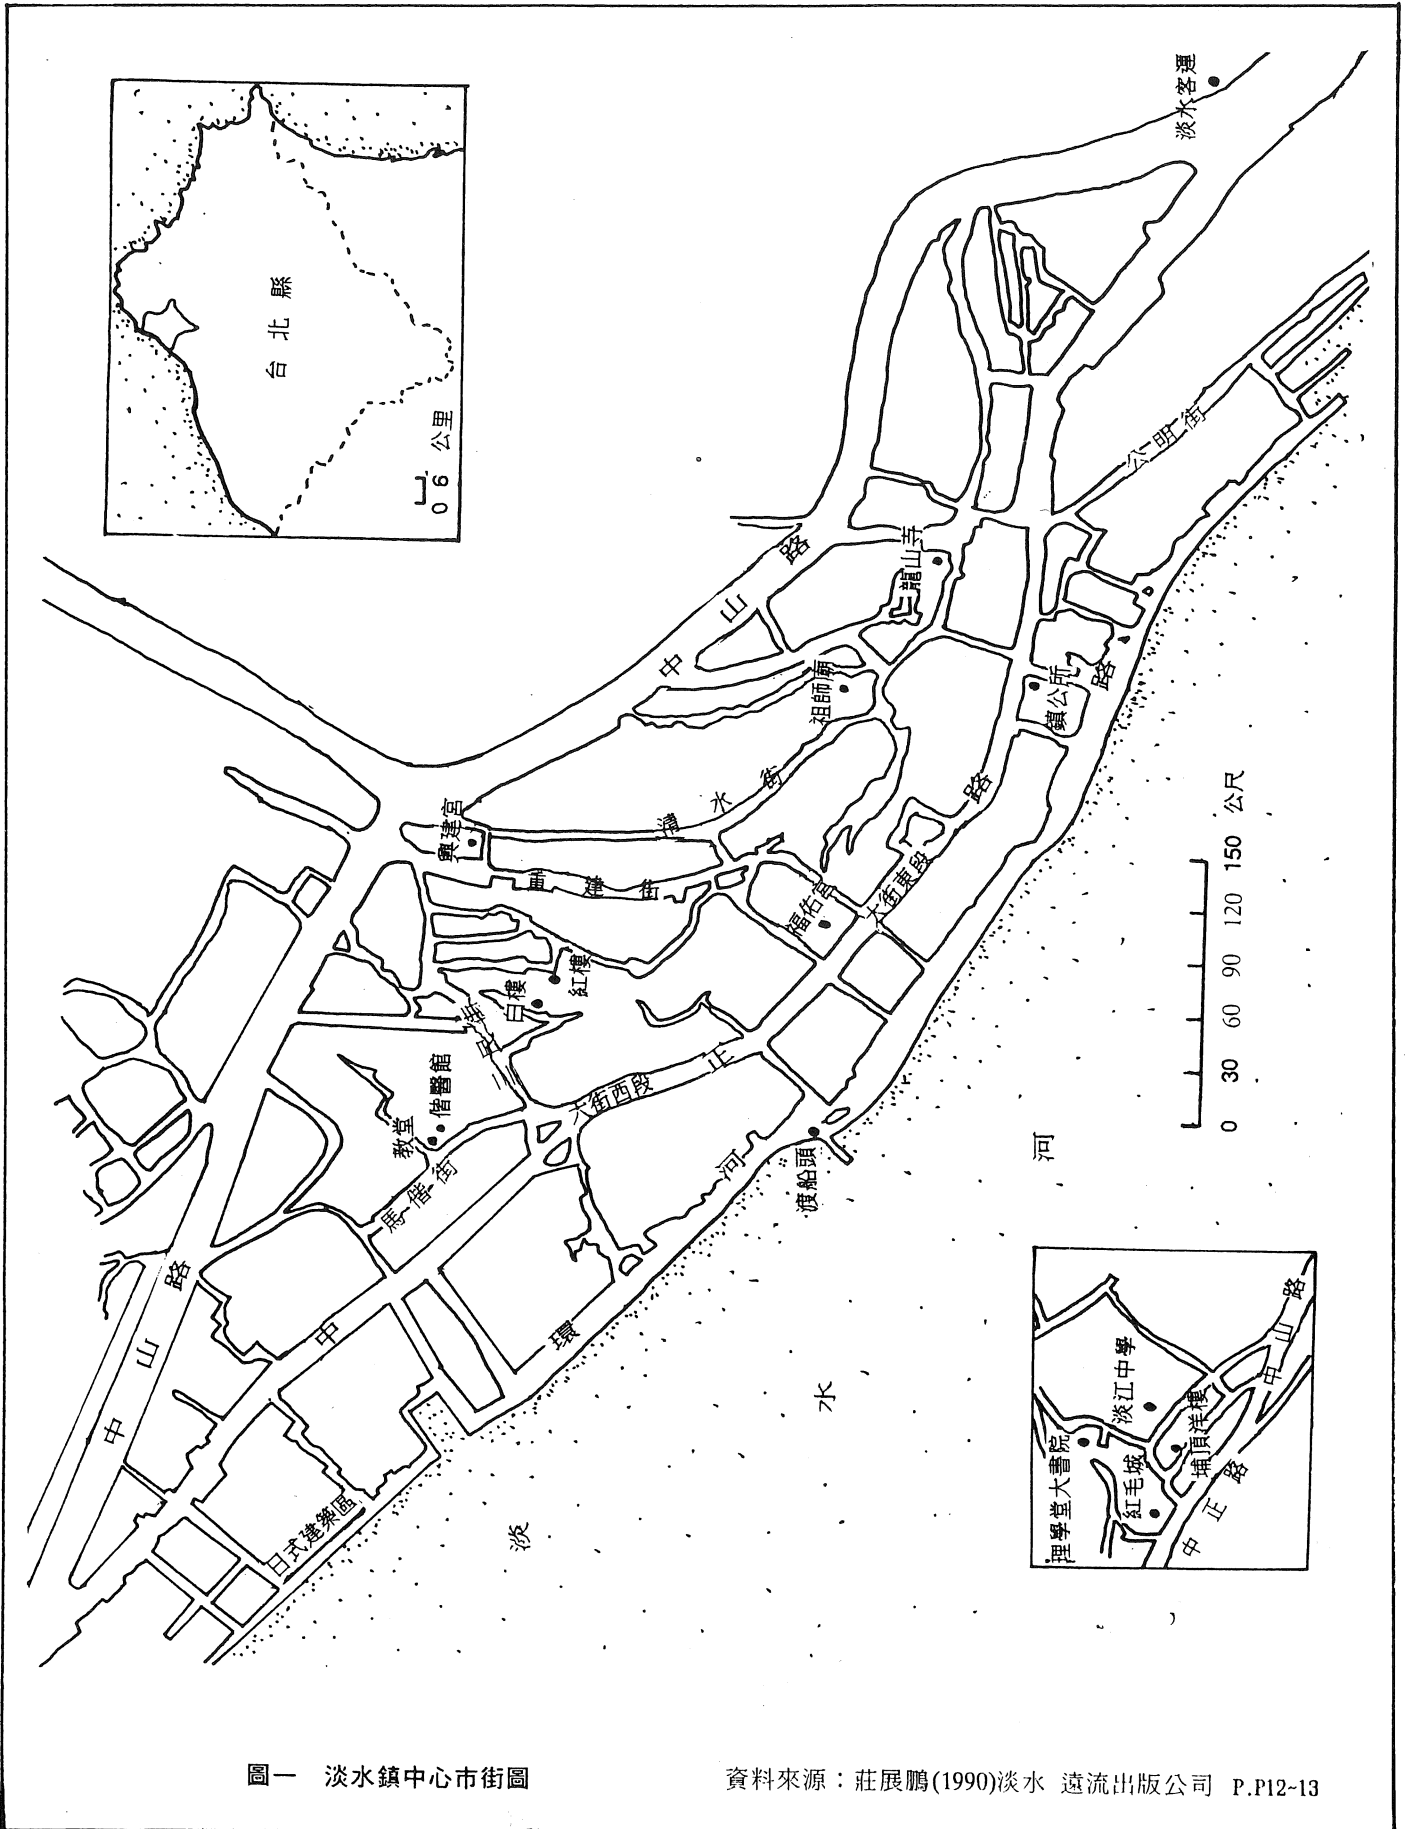 台北縣
0 6 公里
淡水客運
公明街
中山路
龍山寺
祖師廟
鎮公所
清水街
興建宮
重建街
福佑宮
大街東段
路
路
白樓
紅樓
三民街
偕醫館
教堂
馬偕街
大街西段
正
中
河
環
渡船頭
中山路
日式建築區
淡水河
0 30 60 90 120 150 公尺
淡江中學
理學堂大書院
紅毛城
埔頂洋樓
中山路
中正路
圖一 淡水鎮中心市街圖
資料來源：莊展鵬(1990)淡水 遠流出版公司 P.P12~13